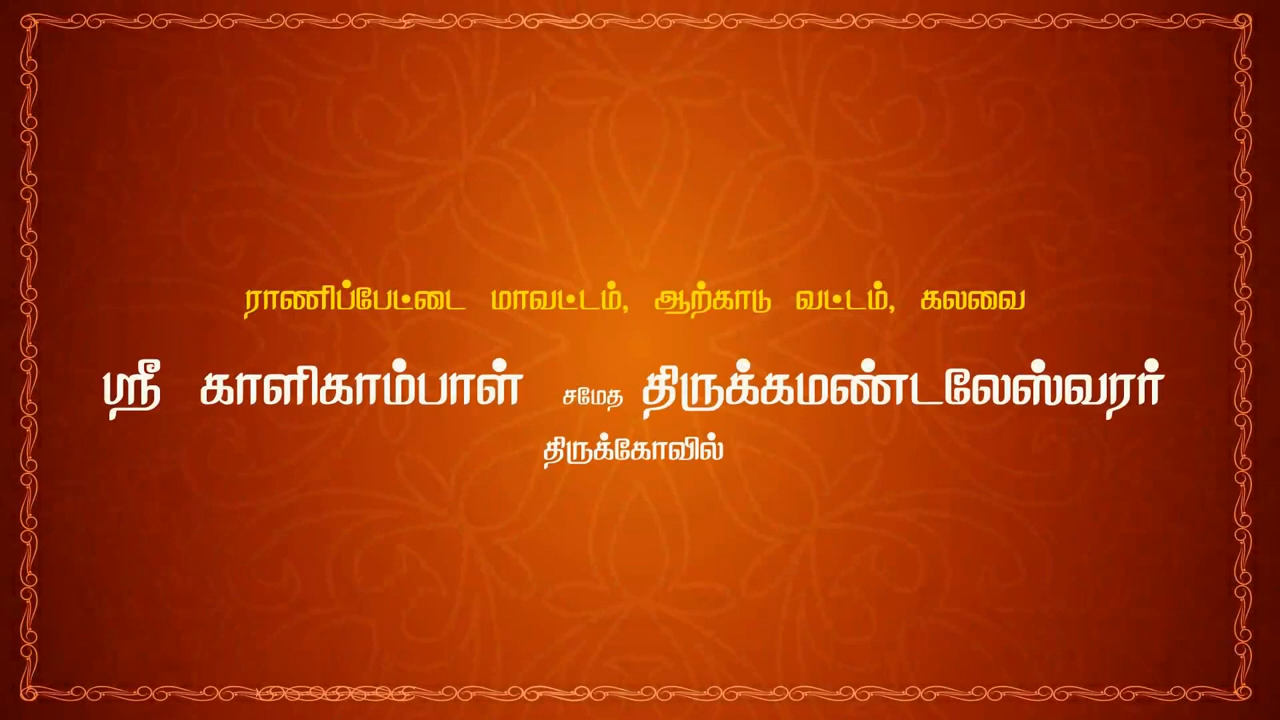 ராணிப்பேட்டை மாவட்டம், ஆற்காடு வட்டம், கலவை
ஸ்ரீ காளிகாம்பாள் சமேத திருக்கமண்டலேஸ்வரர்
திருக்கோவில்